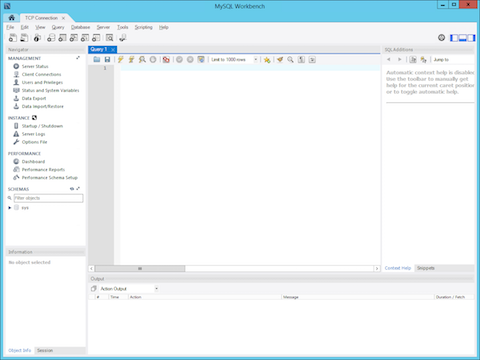 MySQL Workbench
TCP Connection
File Edit View Query Database Server Tools Scripting Help
Navigator
MANAGEMENT
Server Status
Client Connections
Users and Privileges
Status and System Variables
Data Export
Data Import/Restore
INSTANCE
Startup / Shutdown
Server Logs
Options File
PERFORMANCE
Dashboard
Performance Reports
Performance Schema Setup
SCHEMAS
Filter objects
sys
Information
No object selected
Object Info Session
Query 1
Limit to 1000 rows
1
SQL Additions
Jump to
Automatic context help is disabled.
Use the toolbar to manually get
help for the current caret position
or to toggle automatic help.
Context Help Snippets
Output
Action Output
# Time Action Message Duration / Fetch